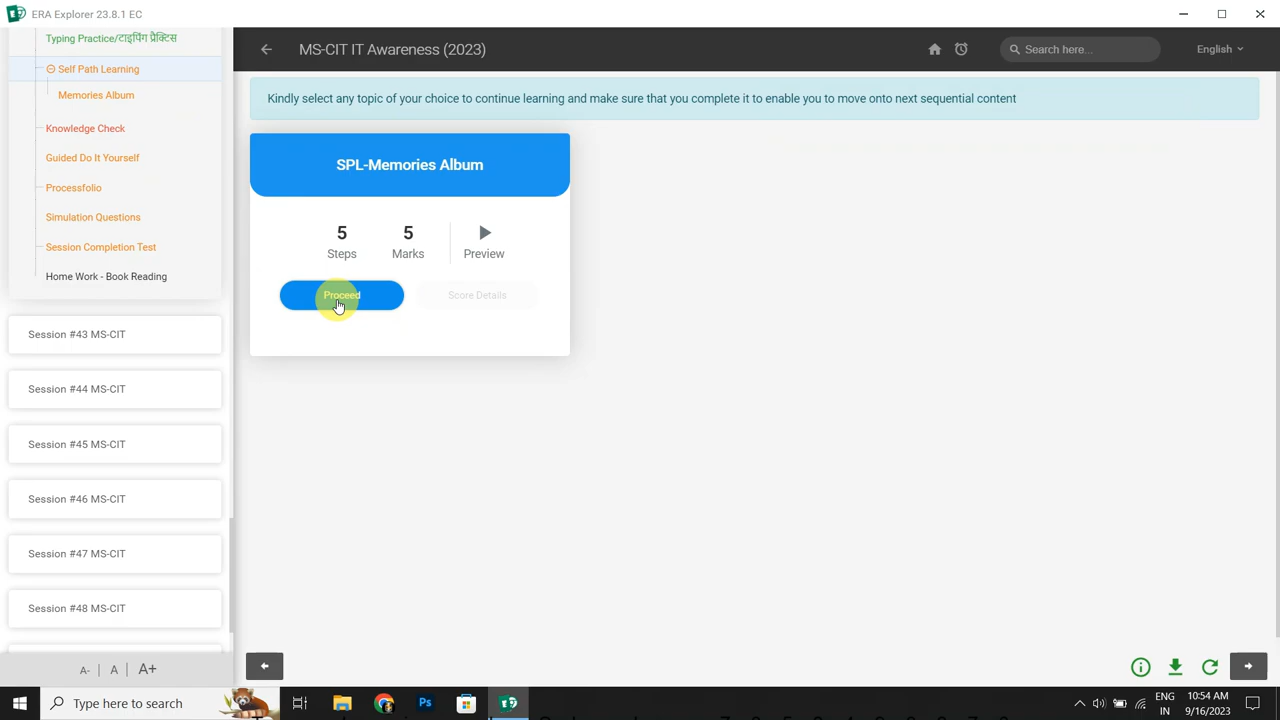 ERA Explorer 23.8.1 EC
Typing Practice/टाइपिंग प्रॅक्टिस
Self Path Learning
Memories Album
Knowledge Check
Guided Do It Yourself
Processfolio
Simulation Questions
Session Completion Test
Home Work - Book Reading
Session #43 MS-CIT
Session #44 MS-CIT
Session #45 MS-CIT
Session #46 MS-CIT
Session #47 MS-CIT
Session #48 MS-CIT
A- | A | A+
MS-CIT IT Awareness (2023)
Search here...
English
Kindly select any topic of your choice to continue learning and make sure that you complete it to enable you to move onto next sequential content
SPL-Memories Album
5 5
Steps Marks Preview
Proceed Score Details
Type here to search
Ps
ENG
IN
10:54 AM
9/16/2023